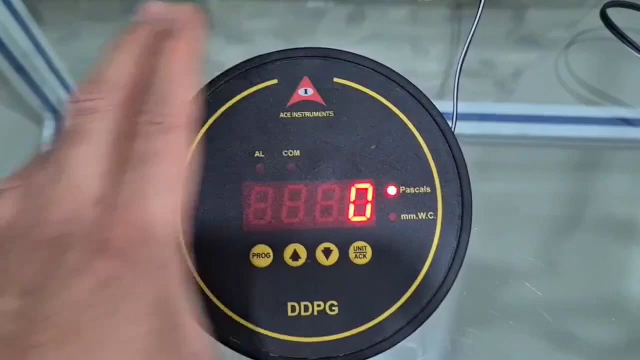 ACE INSTRUMENTS
AL COM
0 Pascals
mm.W.C.
PROG UNIT ACK
DDPG